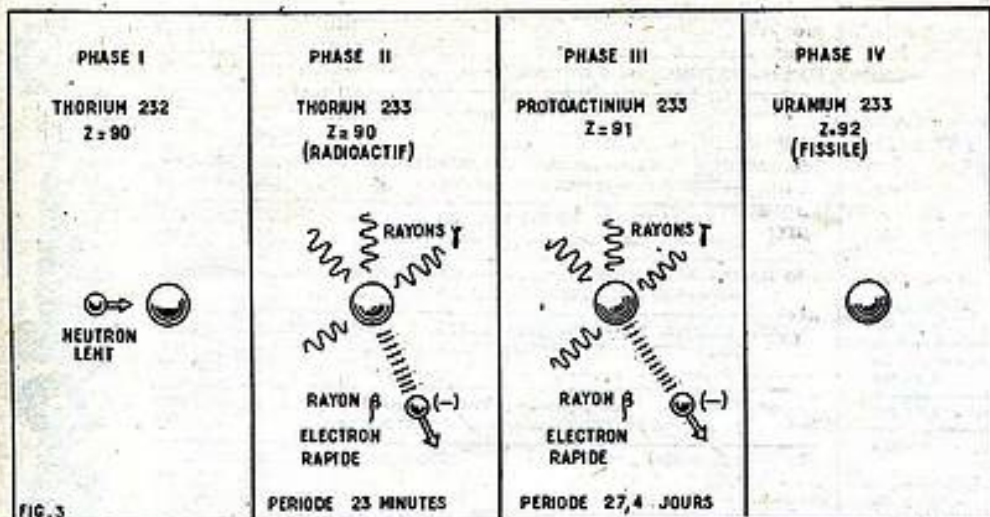 PHASE I
THORIUM 232
Z = 90
NEUTRON
LENT
FIG. 3
PHASE II
THORIUM 233
Z = 90
(RADIOACTIF)
RAYONS γ
RAYON β
(—)
ELECTRON
RAPIDE
PERIODE 23 MINUTES
PHASE III
PROTOACTINIUM 233
Z = 91
RAYONS γ
RAYON β
(—)
ELECTRON
RAPIDE
PERIODE 27,4 JOURS
PHASE IV
URANIUM 233
Z = 92
(FISSILE)